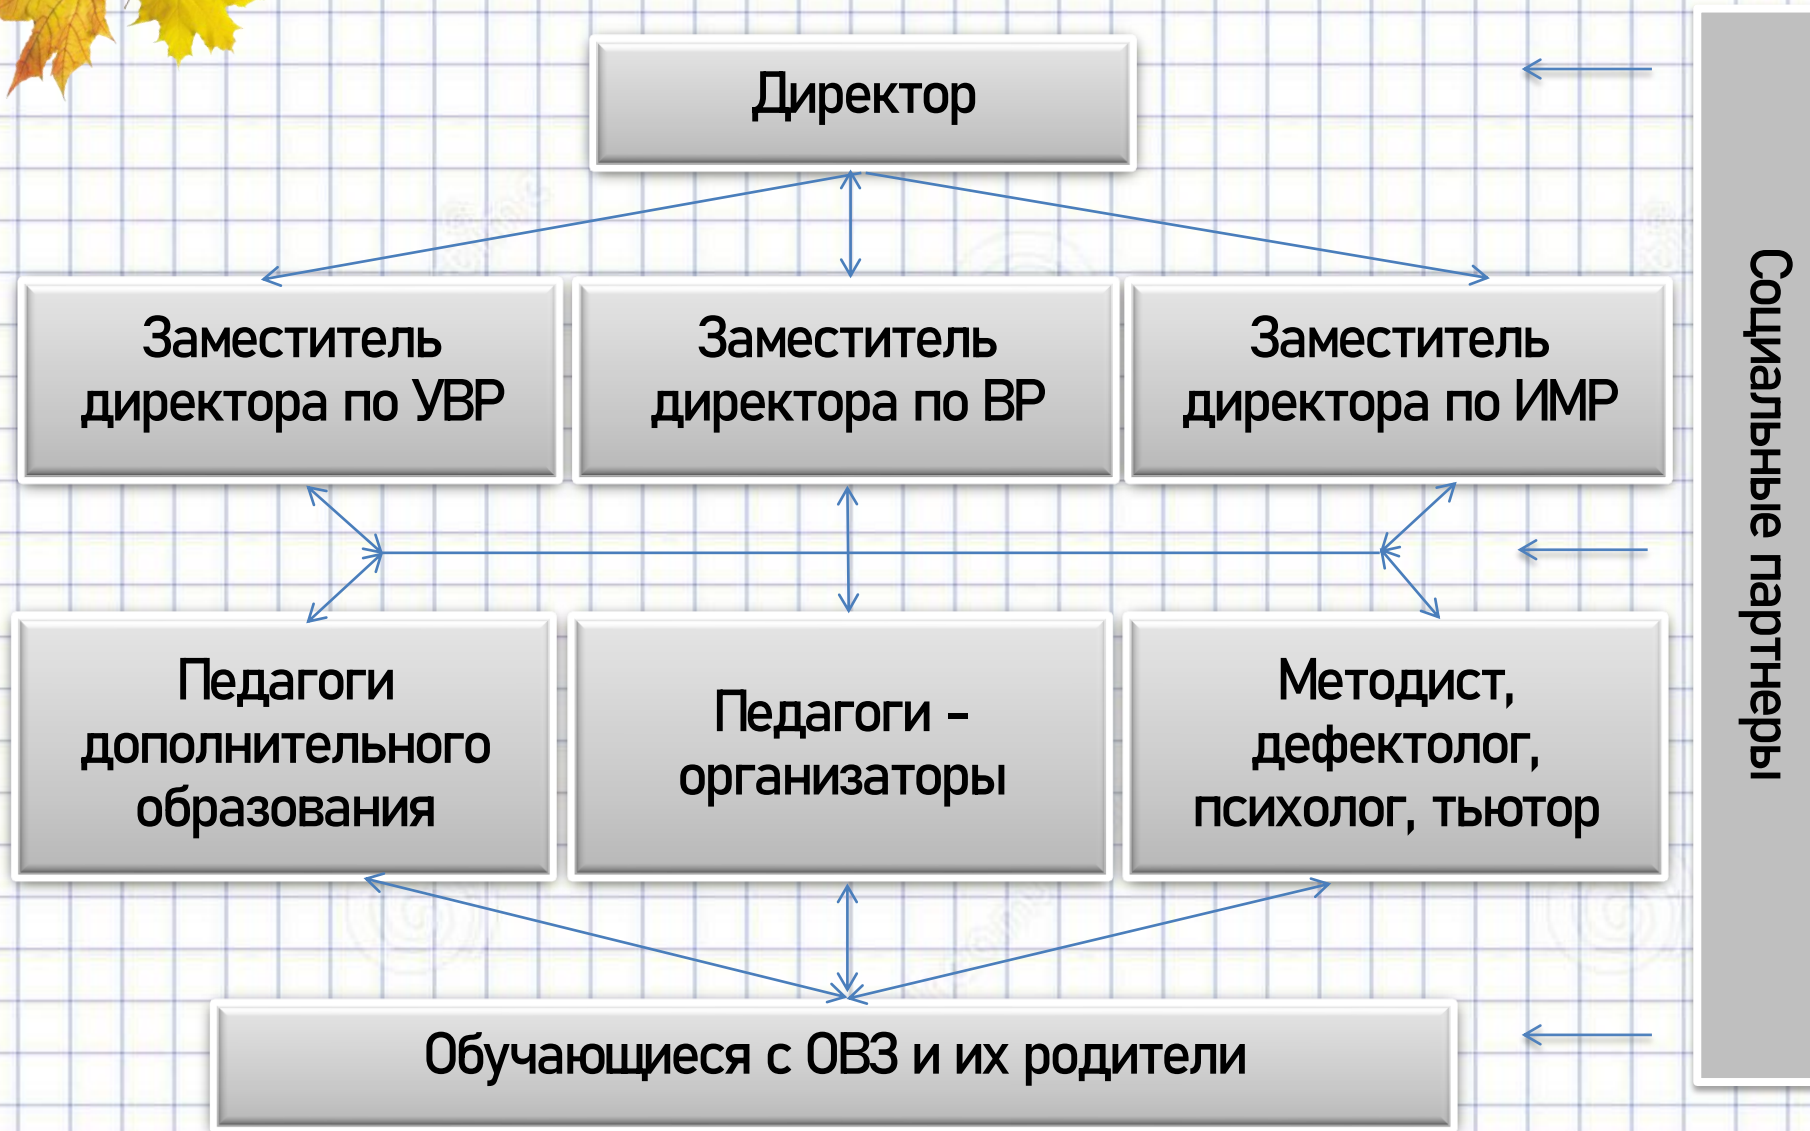 Директор
Заместитель
директора по УВР
Заместитель
директора по ВР
Заместитель
директора по ИМР
Педагоги
дополнительного
образования
Педагоги -
организаторы
Методист,
дефектолог,
психолог, тьютор
Обучающиеся с ОВЗ и их родители
Социальные партнеры